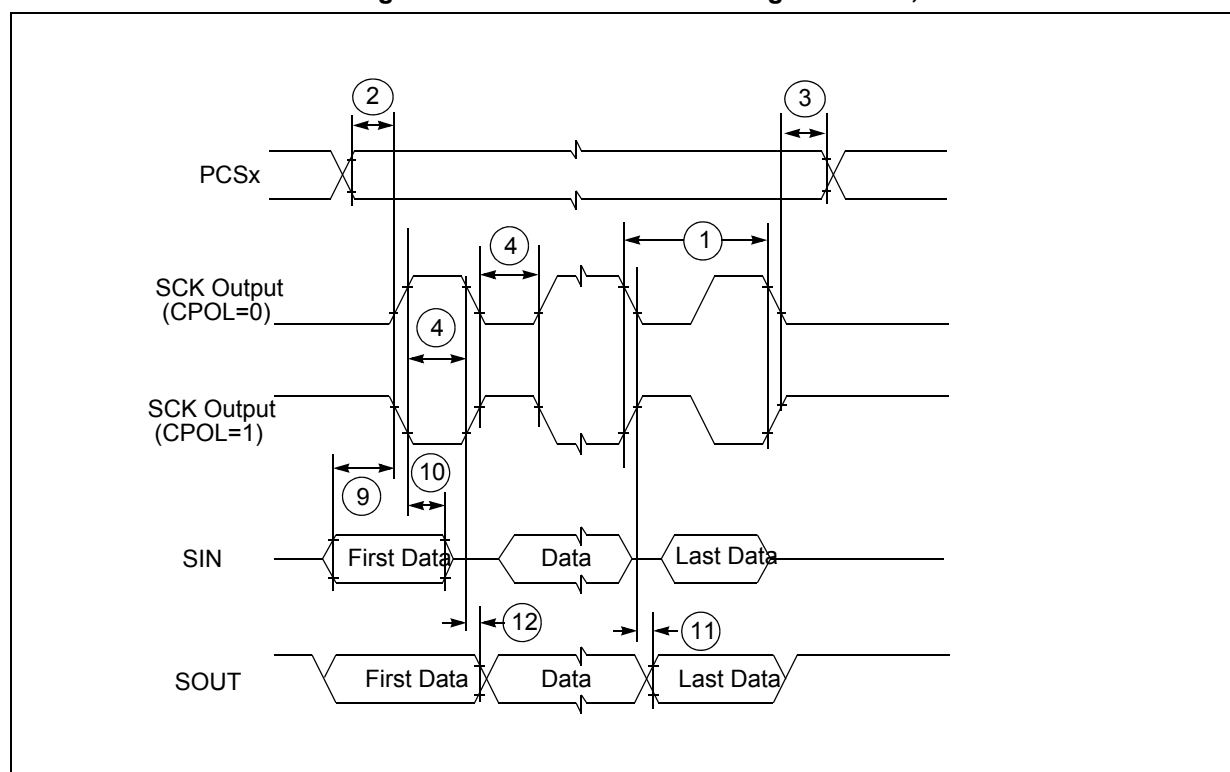 2
3
PCSx
1
4
SCK Output
(CPOL=0)
4
SCK Output
(CPOL=1)
10
9
SIN
First Data
Data
Last Data
12
11
SOUT
First Data
Data
Last Data